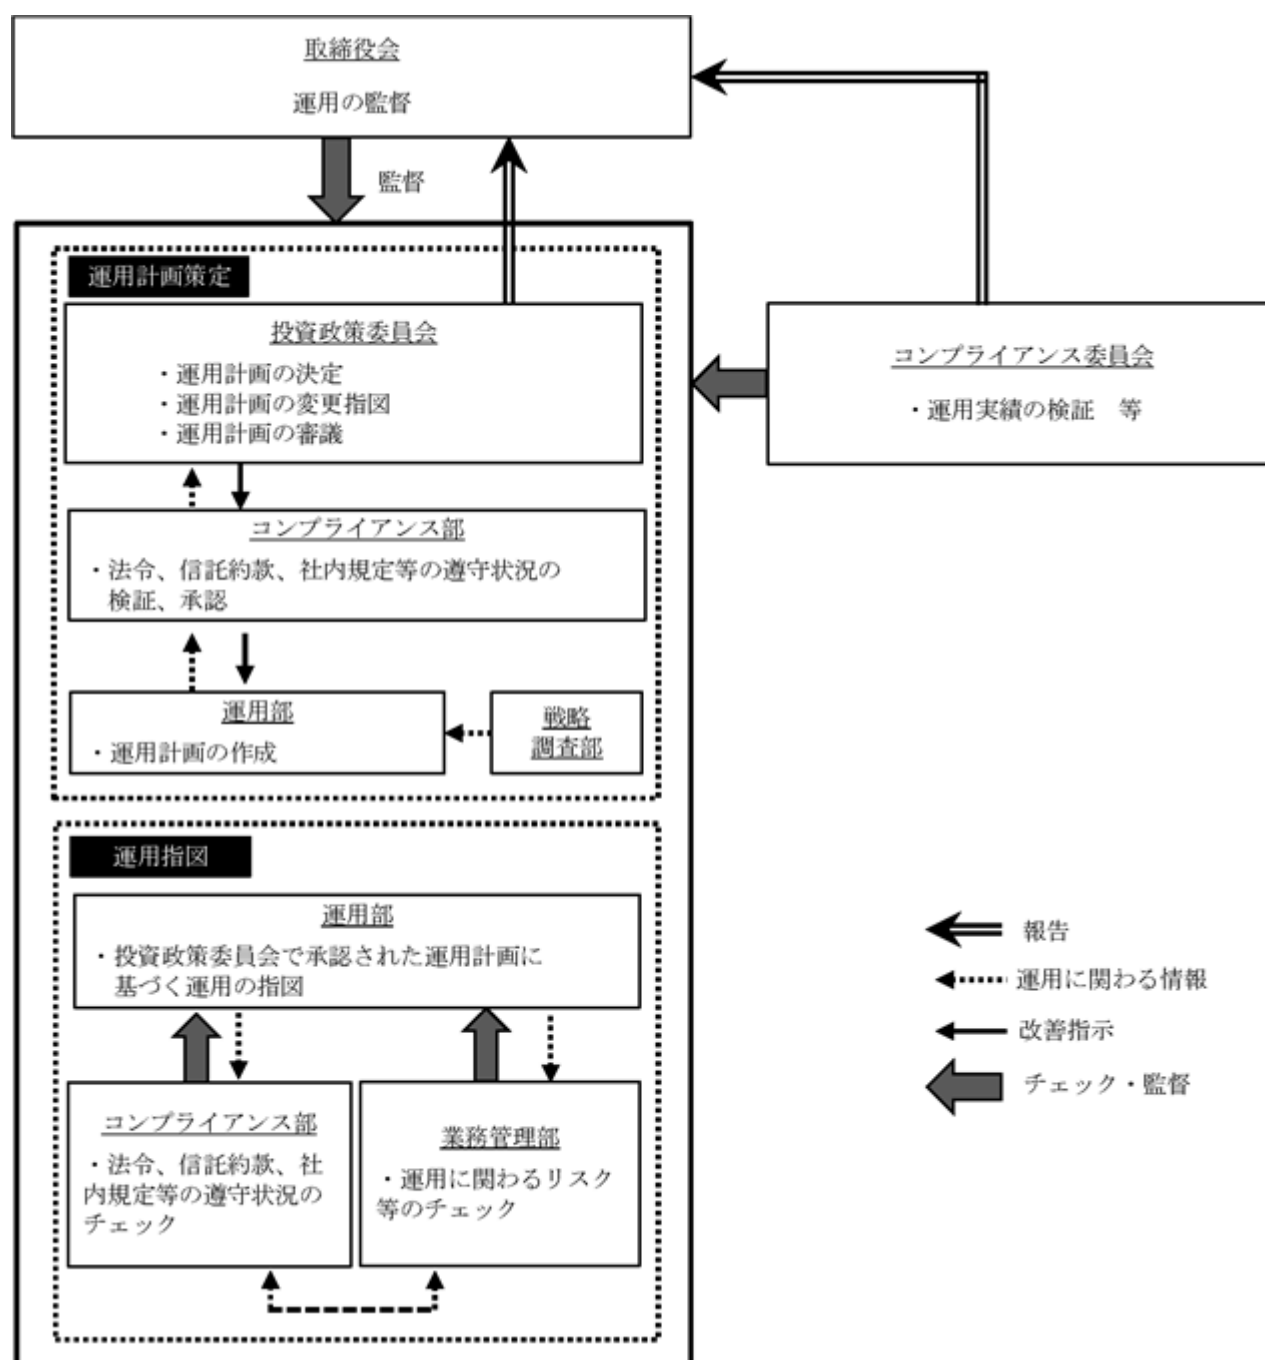 取締役会
運用の監督
監督
運用計画策定
投資政策委員会
・運用計画の決定
・運用計画の変更指図
・運用計画の審議
コンプライアンス委員会
・運用実績の検証　等
コンプライアンス部
・法令、信託約款、社内規定等の遵守状況の
検証、承認
運用部
・運用計画の作成
戦略
調査部
運用指図
運用部
・投資政策委員会で承認された運用計画に
基づく運用の指図
コンプライアンス部
・法令、信託約款、社
内規定等の遵守状況の
チェック
業務管理部
・運用に関わるリスク
等のチェック
報告
運用に関わる情報
改善指示
チェック・監督